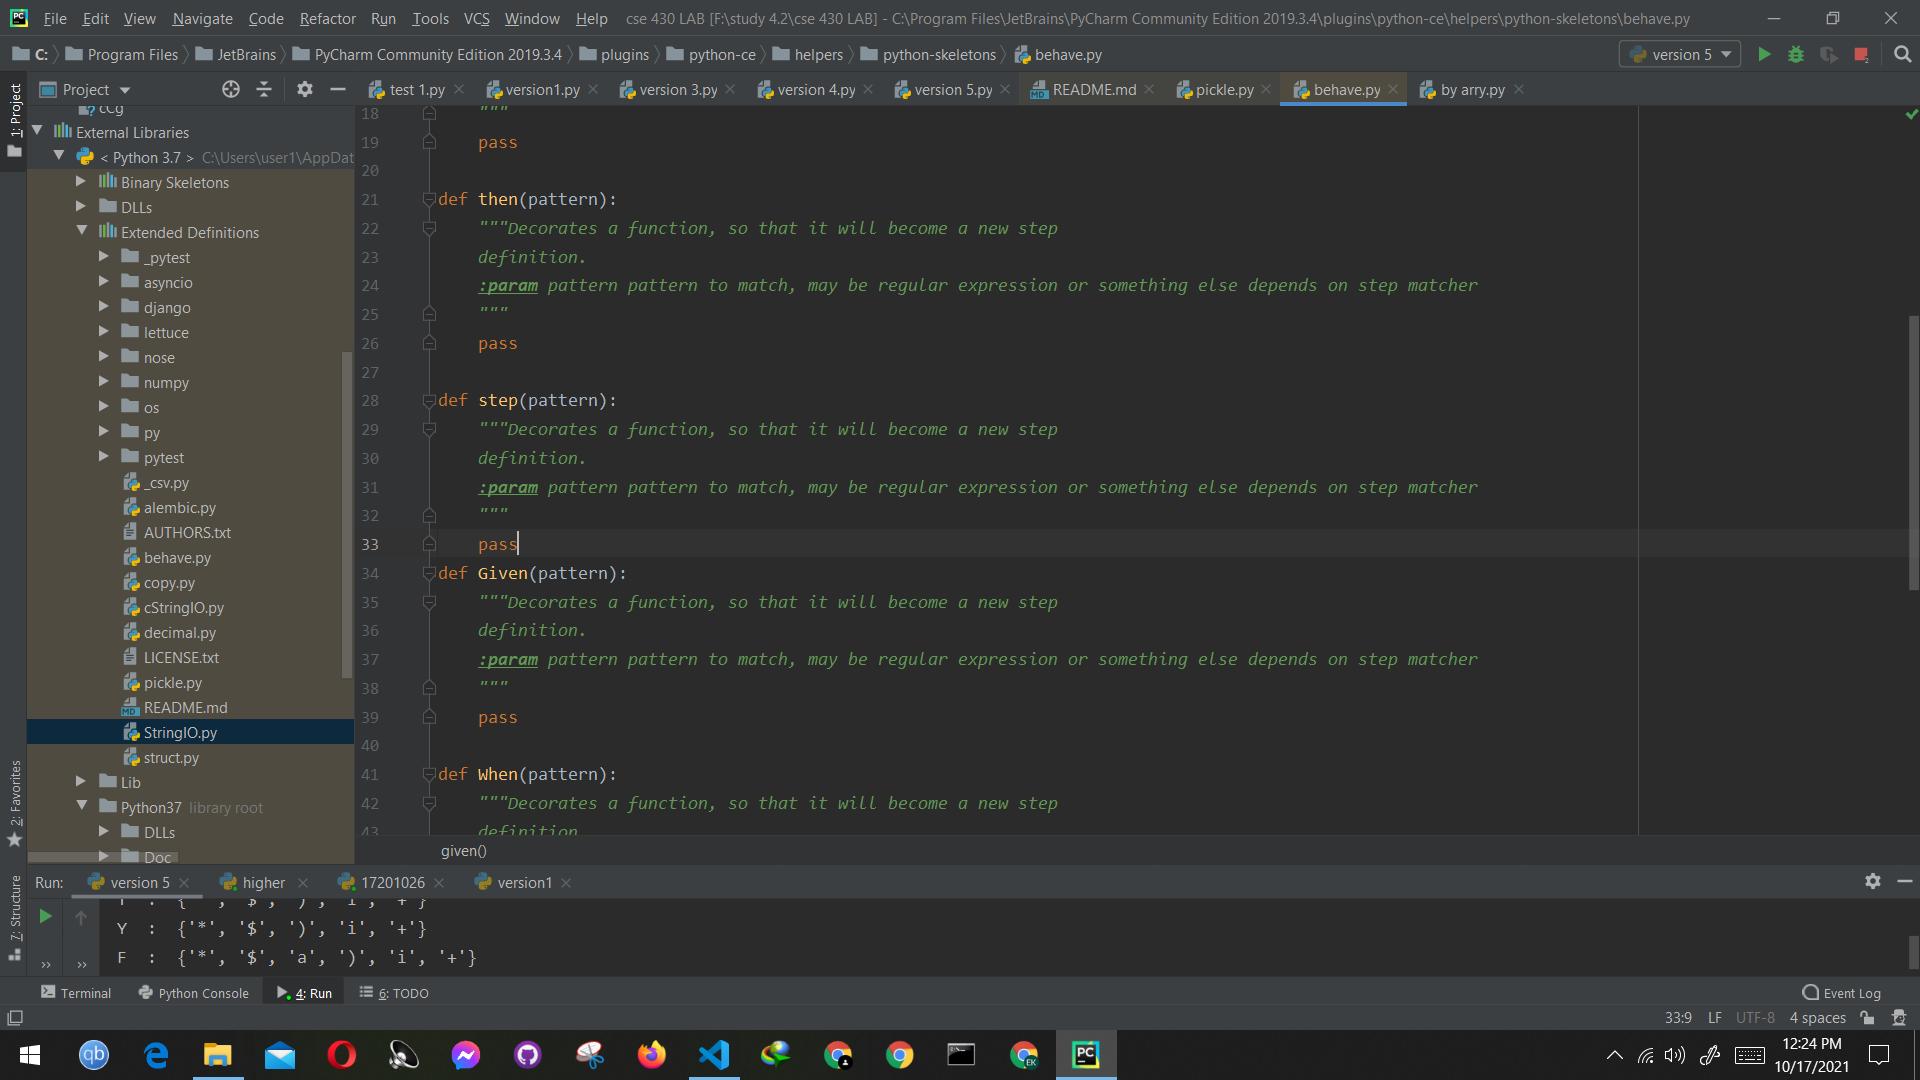 File Edit View Navigate Code Refactor Run Tools VCS Window Help cse 430 LAB [F:\study 4.2\cse 430 LAB] - C:\Program Files\JetBrains\PyCharm Community Edition 2019.3.4\plugins\python-ce\helpers\python-skeletons\behave.py
C: Program Files JetBrains PyCharm Community Edition 2019.3.4 plugins python-ce helpers python-skeletons behave.py version 5
Project test 1.py version1.py version 3.py version 4.py version 5.py README.md pickle.py behave.py by arry.py
1: Project
External Libraries
< Python 3.7 > C:\Users\user1\AppDat
Binary Skeletons
DLLs
Extended Definitions
_pytest
asyncio
django
lettuce
nose
numpy
os
py
pytest
_csv.py
alembic.py
AUTHORS.txt
behave.py
copy.py
cStringIO.py
decimal.py
LICENSE.txt
pickle.py
README.md
StringIO.py
struct.py
Lib
Python37 library root
DLLs
Doc
2: Favorites
7: Structure
18 """
19 pass
20
21 def then(pattern):
22 """Decorates a function, so that it will become a new step
23 definition.
24 :param pattern pattern to match, may be regular expression or something else depends on step matcher
25 """
26 pass
27
28 def step(pattern):
29 """Decorates a function, so that it will become a new step
30 definition.
31 :param pattern pattern to match, may be regular expression or something else depends on step matcher
32 """
33 pass
34 def Given(pattern):
35 """Decorates a function, so that it will become a new step
36 definition.
37 :param pattern pattern to match, may be regular expression or something else depends on step matcher
38 """
39 pass
40
41 def When(pattern):
42 """Decorates a function, so that it will become a new step
43 definition
given()
Run: version 5 higher 17201026 version1
Y : {'*', '$', ')', 'i', '+'}
F : {'*', '$', 'a', ')', 'i', '+'}
Terminal Python Console 4: Run 6: TODO Event Log
33:9 LF UTF-8 4 spaces
12:24 PM
10/17/2021